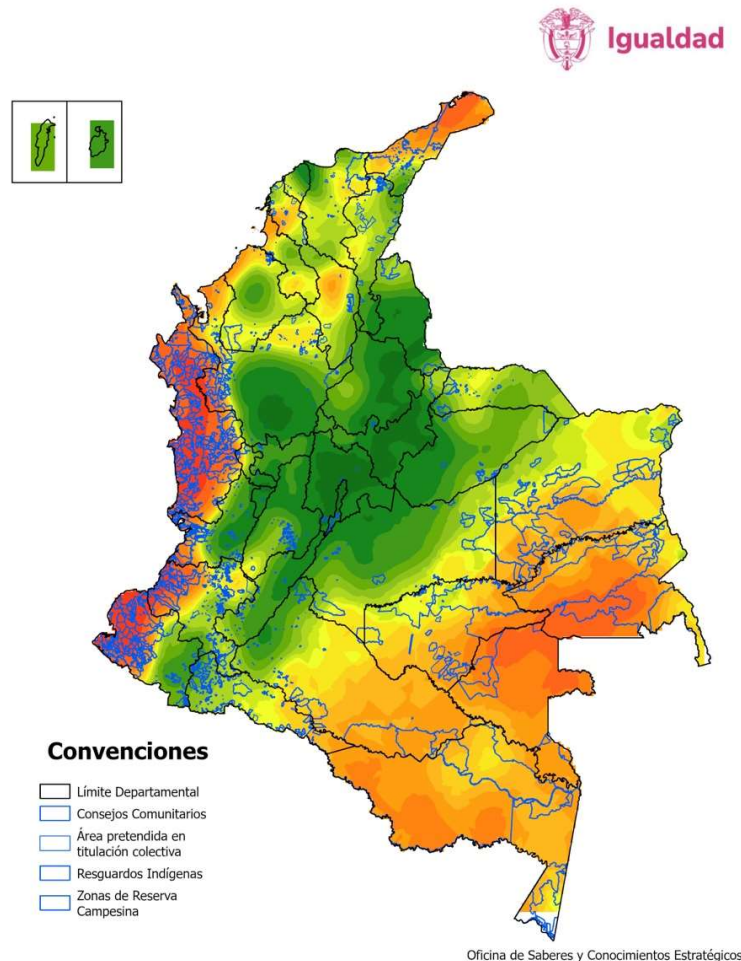 Igualdad
Convenciones
Límite Departamental
Consejos Comunitarios
Área pretendida en
titulación colectiva
Resguardos Indígenas
Zonas de Reserva
Campesina
Oficina de Saberes y Conocimientos Estratégicos